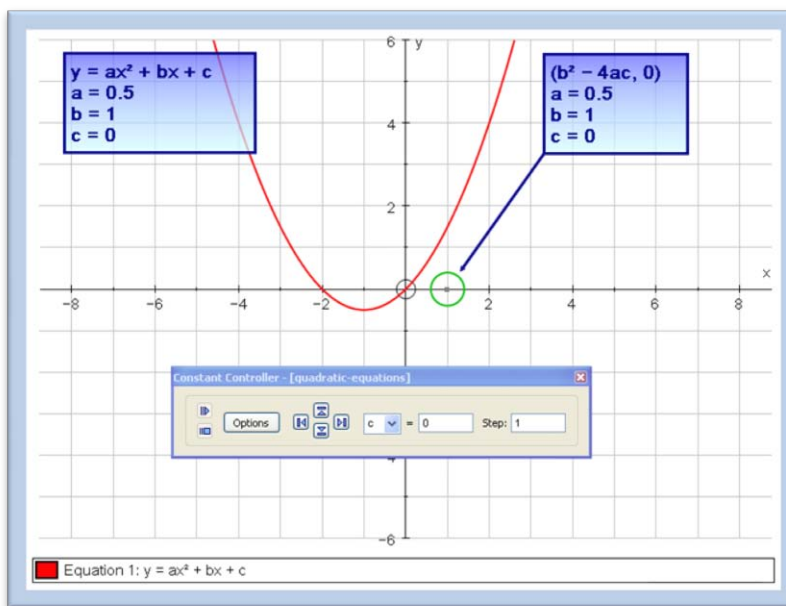 y = ax² + bx + c
a = 0.5
b = 1
c = 0
(b² − 4ac, 0)
a = 0.5
b = 1
c = 0
6
y
4
2
x
−8
−6
−4
−2
0
2
4
6
8
Constant Controller - [quadratic-equations]
Options
c
=
0
Step:
1
−6
Equation 1: y = ax² + bx + c